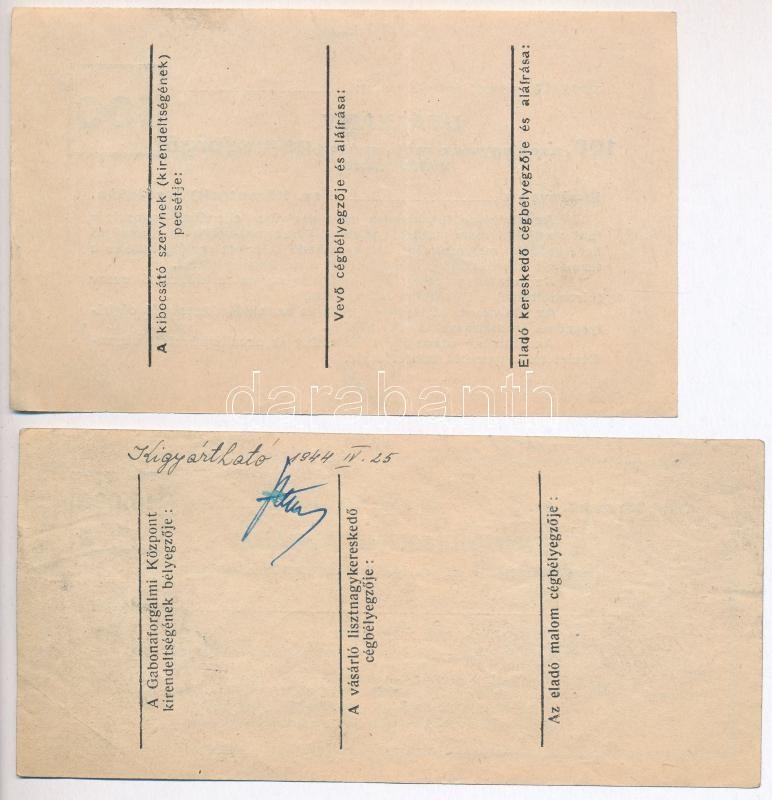 A kibocsátó szervnek (kirendeltségének)
pecsétje:
Vevő cégbélyegzője és aláírása:
Eladó kereskedő cégbélyegzője és aláírása:
darabanth
Kigyártható 1944 IV. 25
A Gabonaforgalmi Központ
kirendeltségének bélyegzője :
A vásárló lisztnagykereskedő
cégbélyegzője :
Az eladó malom cégbélyegzője :